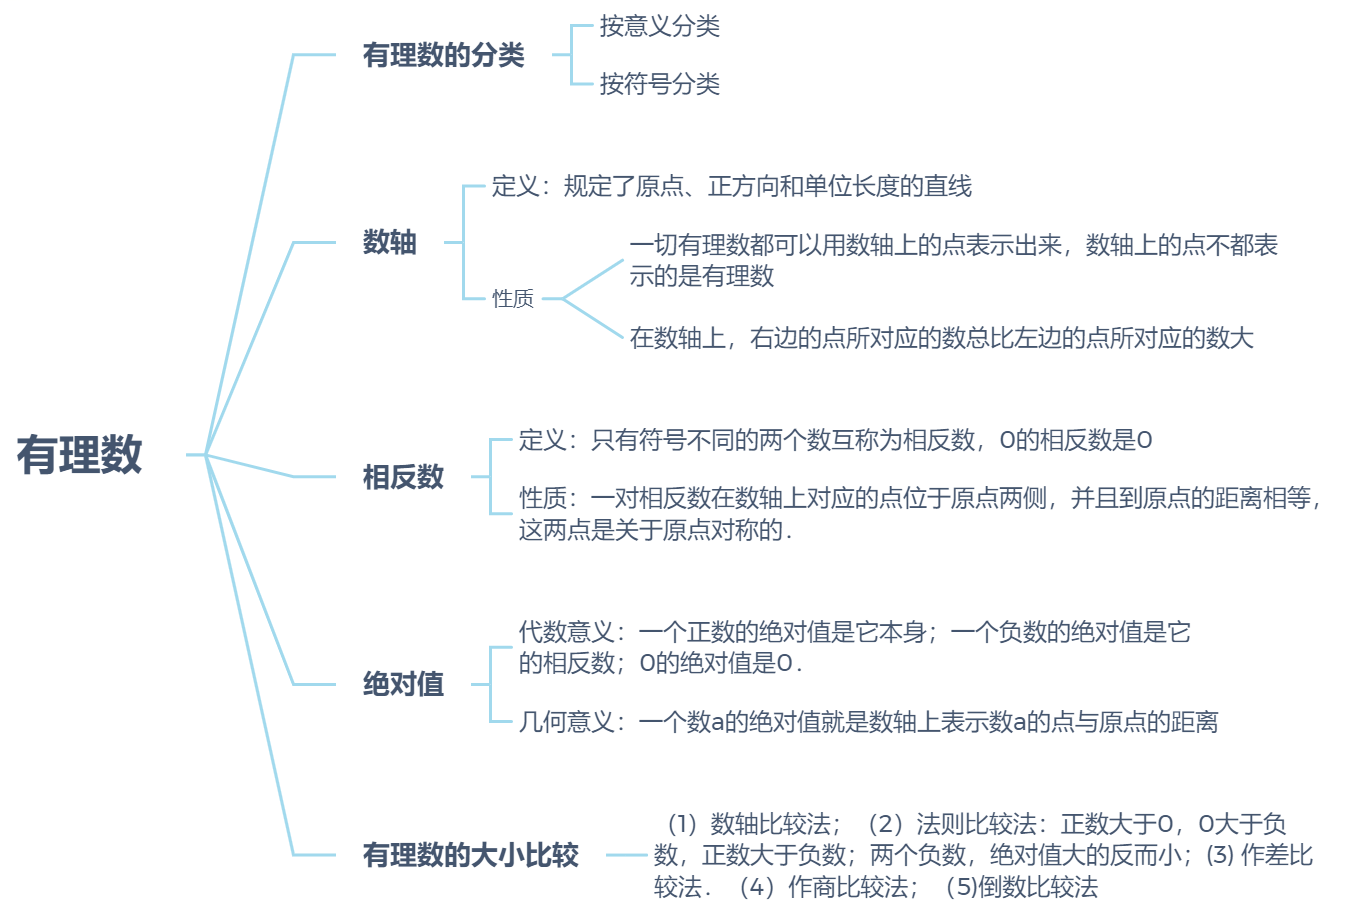 有理数
有理数的分类
按意义分类
按符号分类
数轴
定义：规定了原点、正方向和单位长度的直线
性质
一切有理数都可以用数轴上的点表示出来，数轴上的点不都表
示的是有理数
在数轴上，右边的点所对应的数总比左边的点所对应的数大
相反数
定义：只有符号不同的两个数互称为相反数，0的相反数是0
性质：一对相反数在数轴上对应的点位于原点两侧，并且到原点的距离相等，
这两点是关于原点对称的．
绝对值
代数意义：一个正数的绝对值是它本身；一个负数的绝对值是它
的相反数；0的绝对值是0．
几何意义：一个数a的绝对值就是数轴上表示数a的点与原点的距离
有理数的大小比较
（1）数轴比较法；（2）法则比较法：正数大于0，0大于负
数，正数大于负数；两个负数，绝对值大的反而小；(3) 作差比
较法．（4）作商比较法；（5)倒数比较法